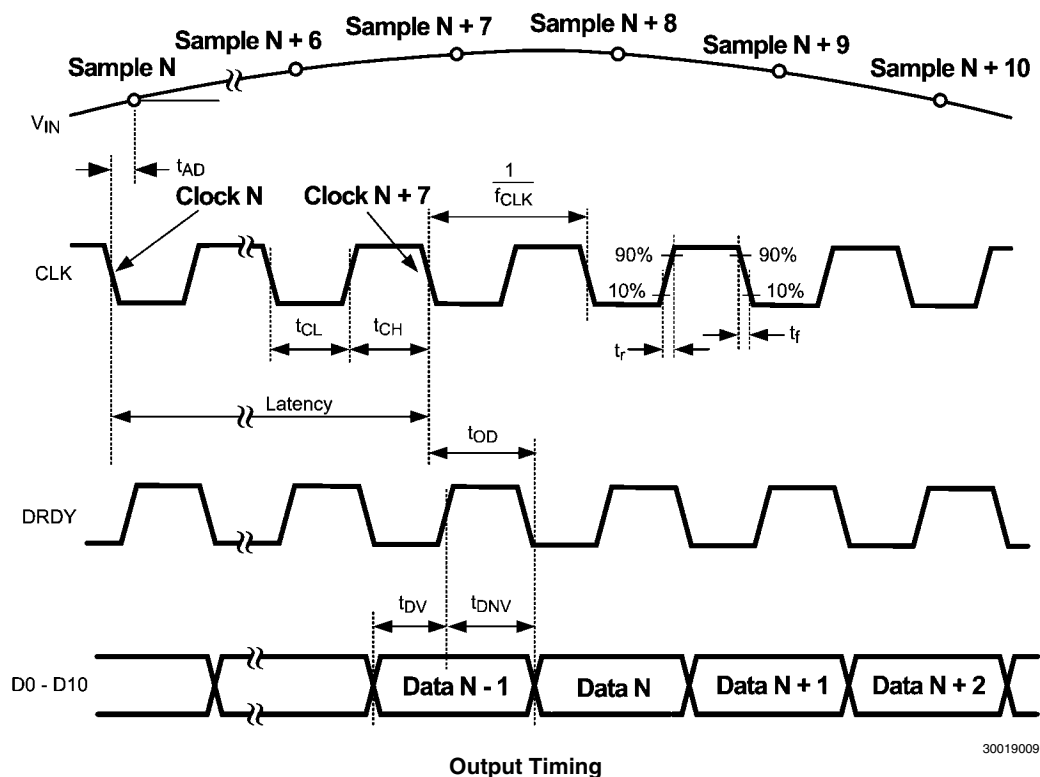 Sample N
Sample N + 6
Sample N + 7
Sample N + 8
Sample N + 9
Sample N + 10
VIN
tAD
Clock N
Clock N + 7
1
fCLK
CLK
90%
10%
90%
10%
tCL
tCH
tr
tf
Latency
tOD
DRDY
tDV
tDNV
D0 - D10
Data N - 1
Data N
Data N + 1
Data N + 2
30019009
Output Timing